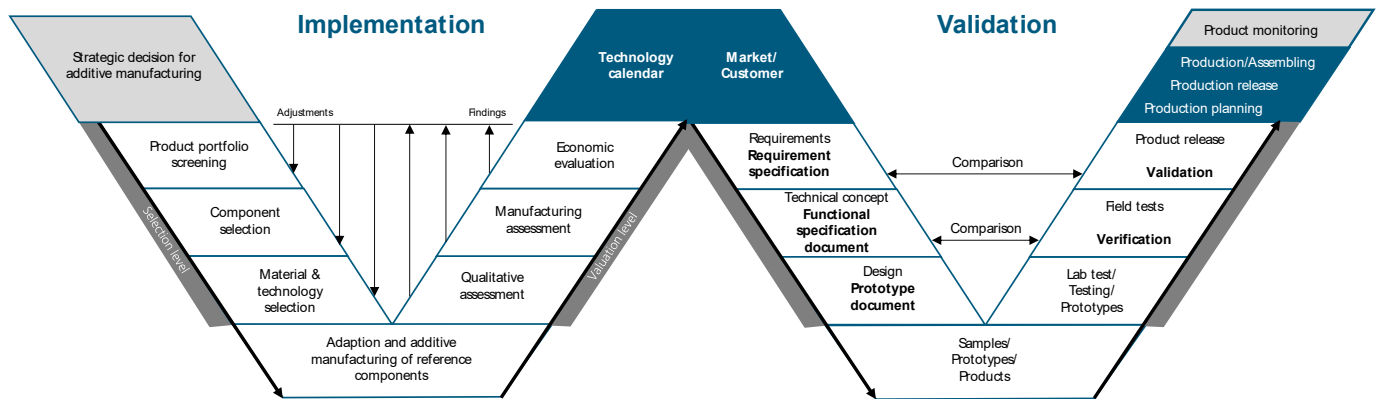 Implementation
Validation
Strategic decision for
additive manufacturing
Technology
calendar
Market/
Customer
Product monitoring
Production/Assembling
Production release
Production planning
Adjustments
Findings
Product portfolio
screening
Economic
evaluation
Requirements
Requirement
specification
Comparison
Product release
Validation
Component
selection
Manufacturing
assessment
Technical concept
Functional
specification
document
Comparison
Field tests
Verification
Selection level
Valuation level
Material &
technology
selection
Qualitative
assessment
Design
Prototype
document
Lab test/
Testing/
Prototypes
Adaption and additive
manufacturing of reference
components
Samples/
Prototypes/
Products